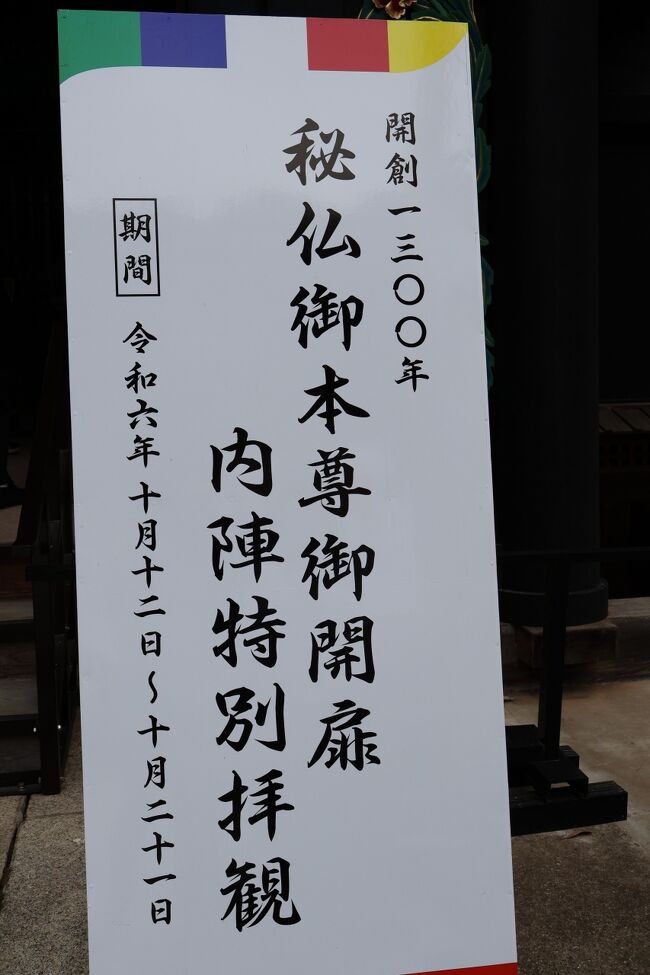 開創一三〇〇年
秘仏御本尊御開扉
内陣特別拝観
期間
令和六年 十月十二日～十月二十一日